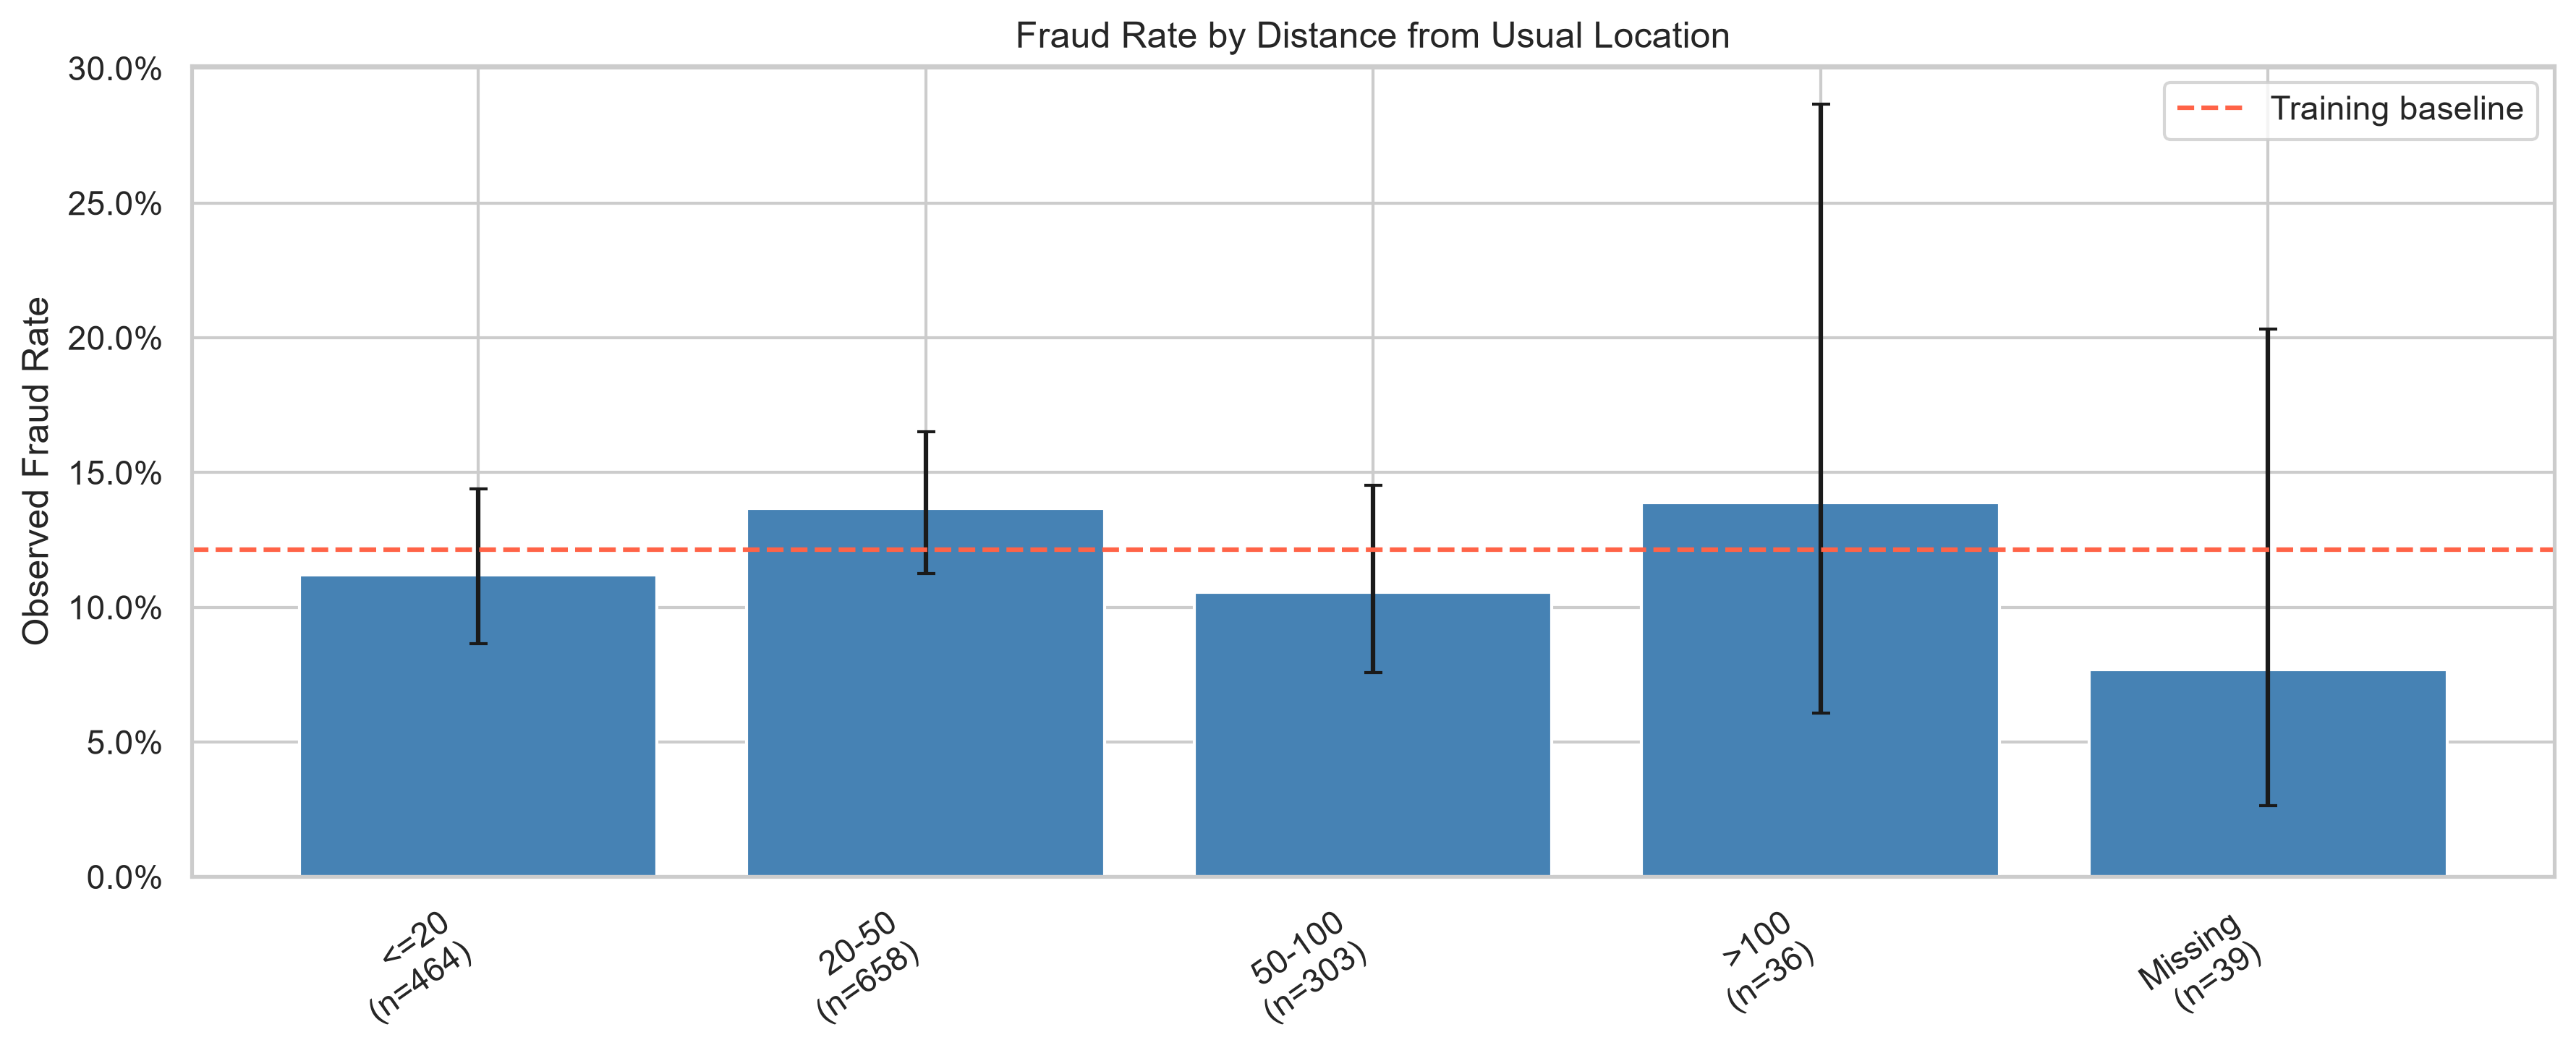 Fraud Rate by Distance from Usual Location
30.0%
25.0%
20.0%
15.0%
10.0%
5.0%
0.0%
Observed Fraud Rate
Training baseline
<=20
(n=464)
20-50
(n=658)
50-100
(n=303)
>100
(n=36)
Missing
(n=39)